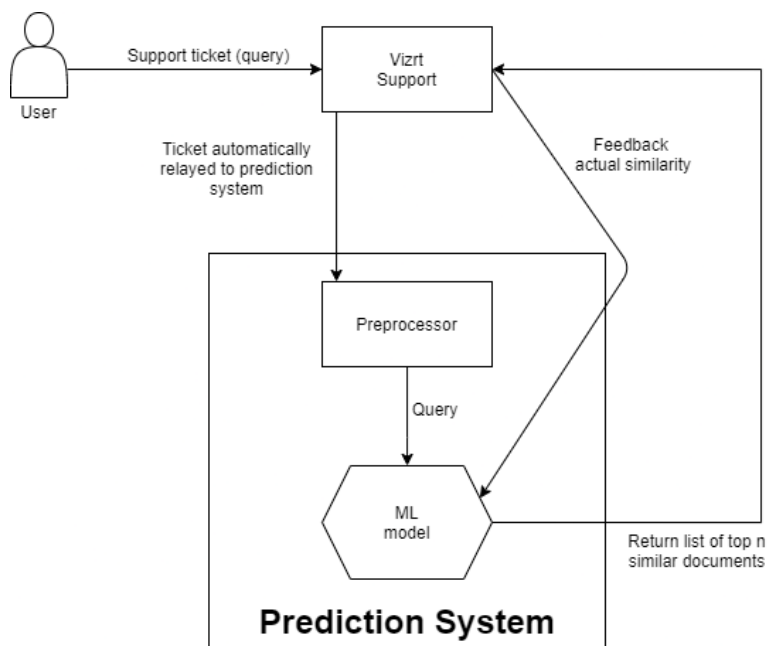 Support ticket (query)
Vizrt
Support
User
Ticket automatically
relayed to prediction
system
Feedback
actual similarity
Preprocessor
Query
ML
model
Return list of top n
similar documents
Prediction System